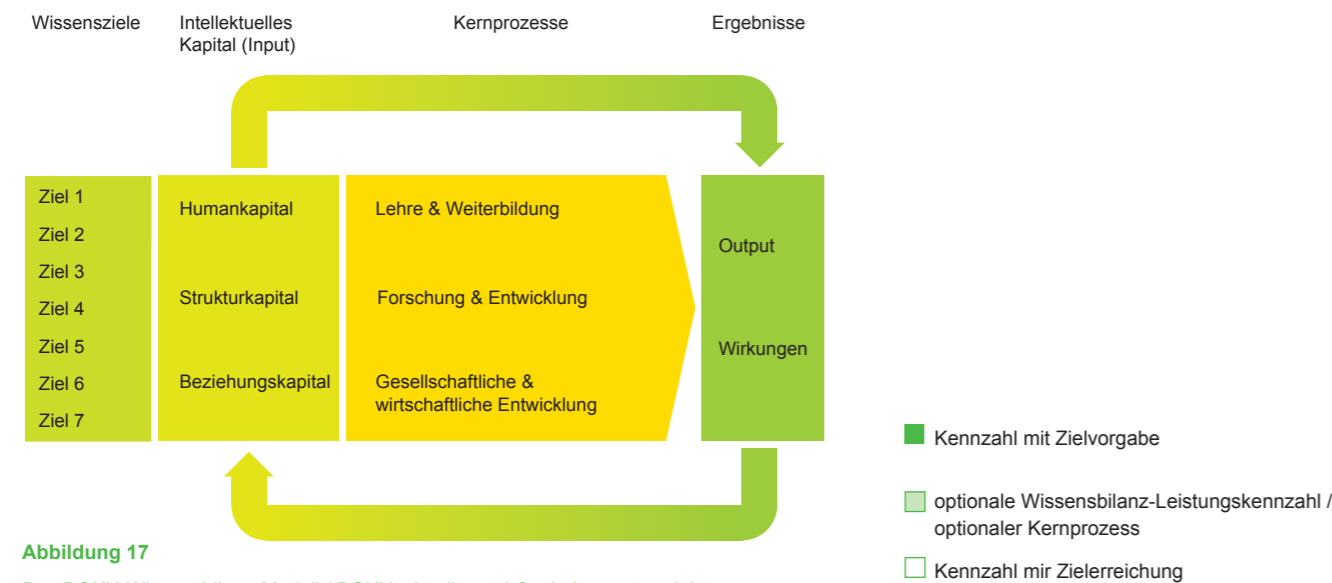 Wissensziele
Intellektuelles
Kapital (Input)
Kernprozesse
Ergebnisse
Ziel 1
Ziel 2
Ziel 3
Ziel 4
Ziel 5
Ziel 6
Ziel 7
Humankapital
Strukturkapital
Beziehungskapital
Lehre & Weiterbildung
Forschung & Entwicklung
Gesellschaftliche &
wirtschaftliche Entwicklung
Output
Wirkungen
Kennzahl mit Zielvorgabe
optionale Wissensbilanz-Leistungskennzahl /
optionaler Kernprozess
Kennzahl mir Zielerreichung
Abbildung 17